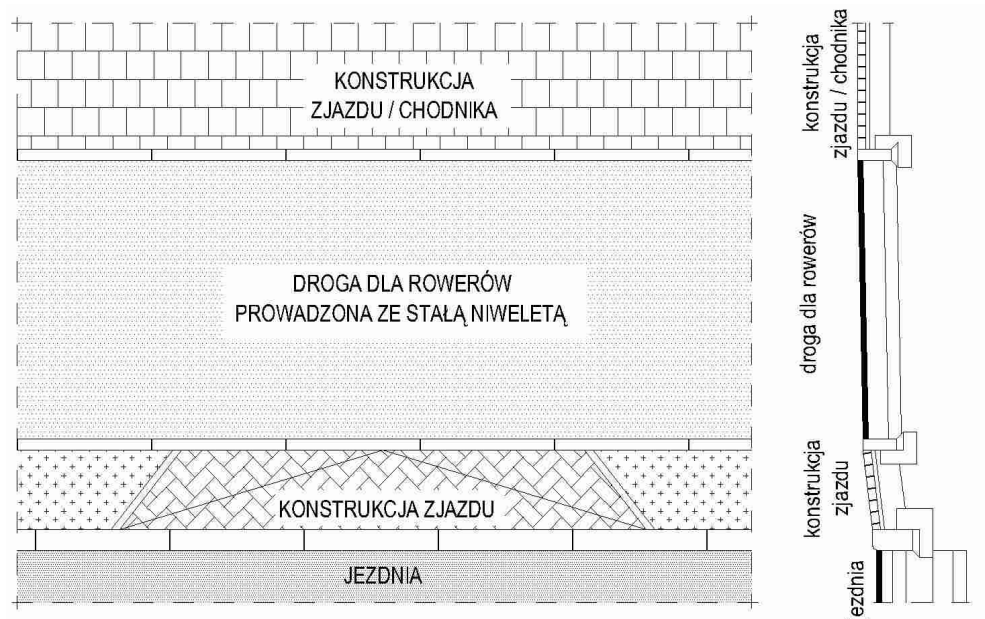 KONSTRUKCJA
ZJAZDU / CHODNIKA
DROGA DLA ROWERÓW
PROWADZONA ZE STAŁĄ NIWELETĄ
KONSTRUKCJA ZJAZDU
JEZDNIA
konstrukcja
zjazdu / chodnika
droga dla rowerów
konstrukcja
zjazdu
ezdnia